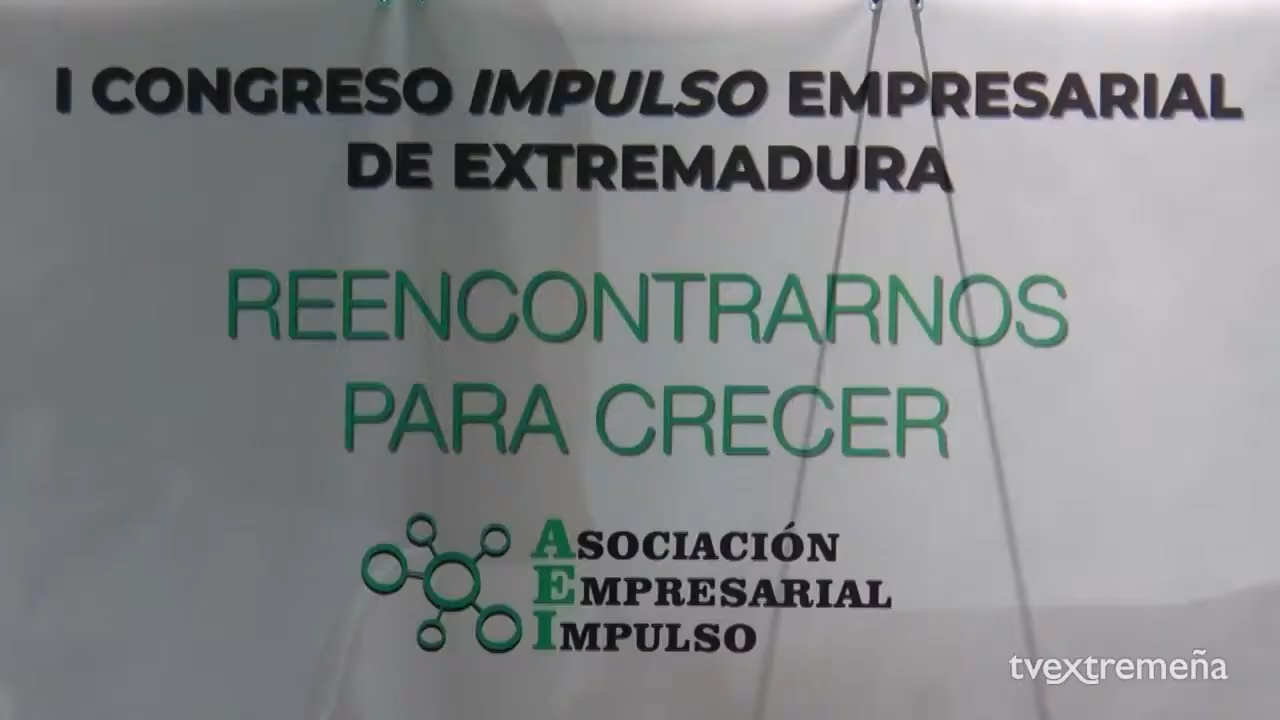 I CONGRESO IMPULSO EMPRESARIAL
DE EXTREMADURA
REENCONTRARNOS
PARA CRECER
ASOCIACIÓN
EMPRESARIAL
IMPULSO
tvextremeña